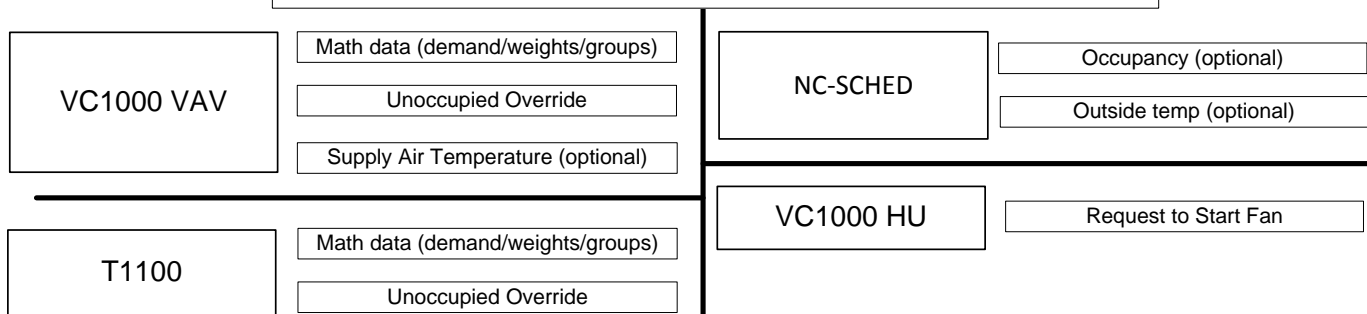 VC1000 VAV
Math data (demand/weights/groups)
Unoccupied Override
Supply Air Temperature (optional)
T1100
Math data (demand/weights/groups)
Unoccupied Override
NC-SCHED
Occupancy (optional)
Outside temp (optional)
VC1000 HU
Request to Start Fan